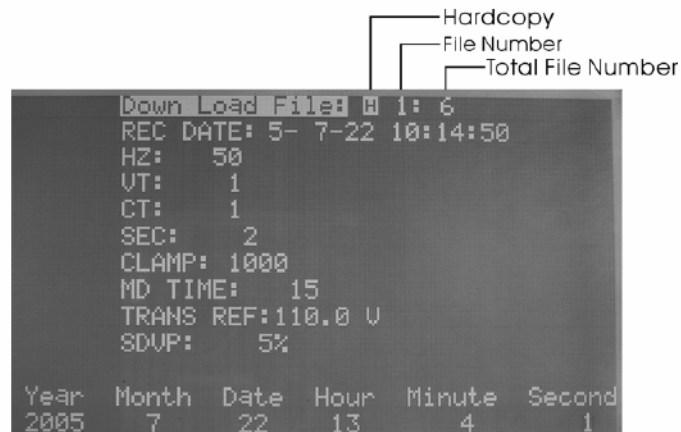 Hardcopy
File Number
Total File Number
Down Load File: H 1: 6
REC DATE: 5- 7-22 10:14:50
HZ: 50
VT: 1
CT: 1
SEC: 2
CLAMP: 1000
MD TIME: 15
TRANS REF:110.0 V
SDVP: 5%
Year Month Date Hour Minute Second
2005 7 22 13 4 1